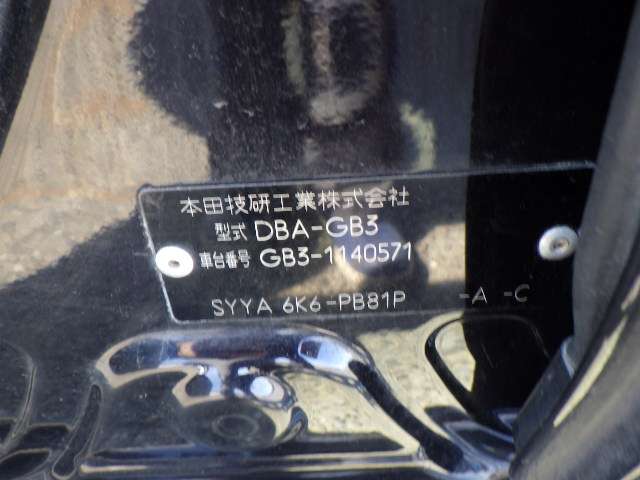 本田技研工業株式会社
型式 DBA-GB3
車台番号 GB3-1140571
SYYA 6K6-PB81P -A -C